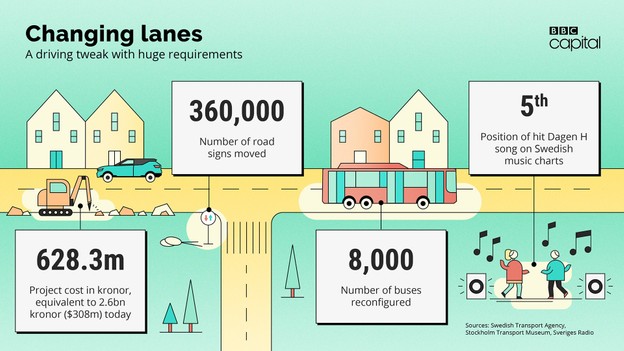 Changing lanes
A driving tweak with huge requirements
BBC
capital
360,000
Number of road
signs moved
5th
Position of hit Dagen H
song on Swedish
music charts
628.3m
Project cost in kronor,
equivalent to 2.6bn
kronor ($308m) today
8,000
Number of buses
reconfigured
Sources: Swedish Transport Agency,
Stockholm Transport Museum, Sveriges Radio